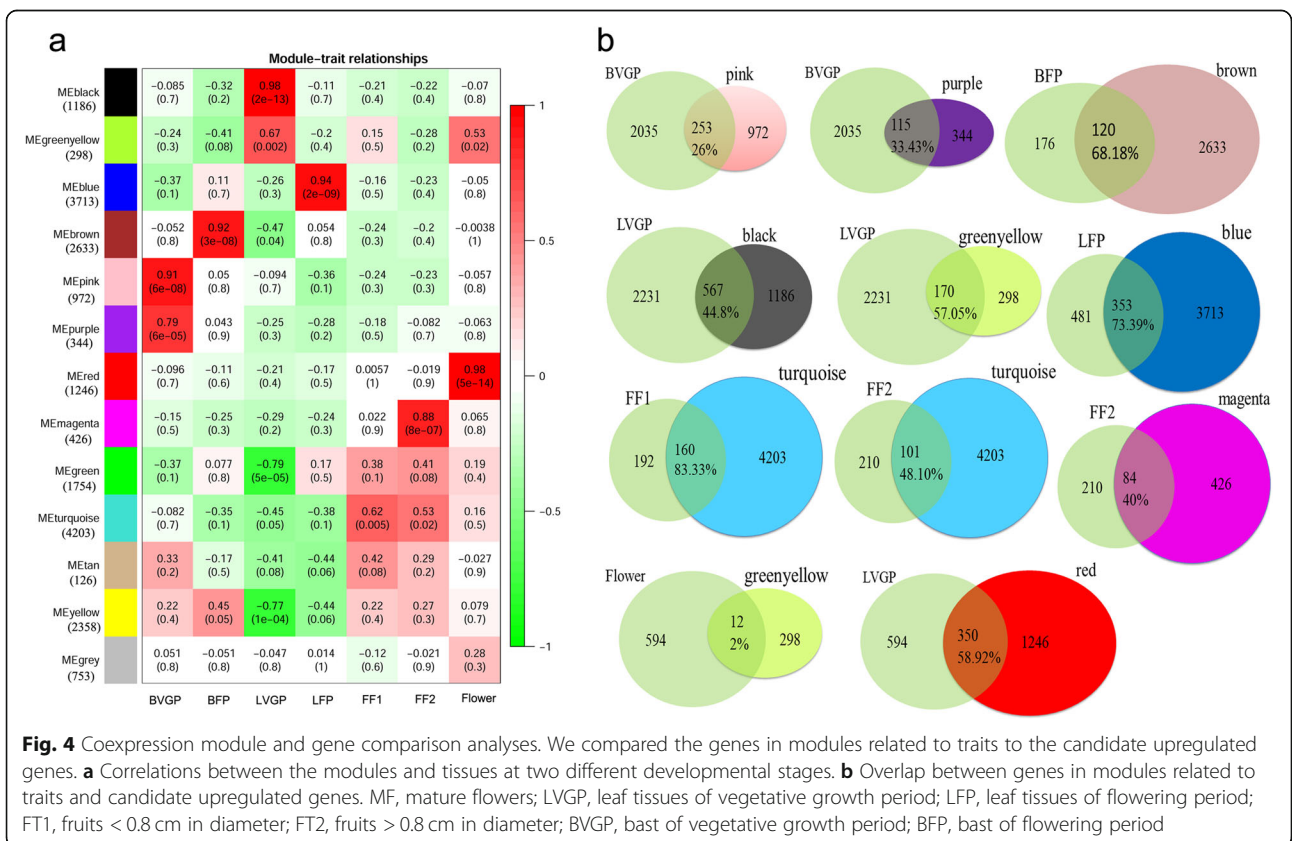 a
Module−trait relationships
MEblack
(1186)
−0.085 −0.32 0.98 −0.11 −0.21 −0.22 −0.07
(0.7) (0.2) (2e−13) (0.7) (0.4) (0.4) (0.8)
MEgreenyellow
(298)
−0.24 −0.41 0.67 −0.2 0.15 −0.28 0.53
(0.3) (0.08) (0.002) (0.4) (0.5) (0.2) (0.02)
MEblue
(3713)
−0.37 0.11 −0.26 0.94 −0.16 −0.23 −0.05
(0.1) (0.7) (0.3) (2e−09) (0.5) (0.4) (0.8)
MEbrown
(2633)
−0.052 0.92 −0.47 0.054 −0.24 −0.2 −0.0038
(0.8) (3e−08) (0.04) (0.8) (0.3) (0.4) (1)
MEpink
(972)
0.91 0.05 −0.094 −0.36 −0.24 −0.23 −0.057
(6e−08) (0.8) (0.7) (0.1) (0.3) (0.3) (0.8)
MEpurple
(344)
0.79 0.043 −0.25 −0.28 −0.18 −0.082 −0.063
(6e−05) (0.9) (0.3) (0.2) (0.5) (0.7) (0.8)
MEred
(1246)
−0.096 −0.11 −0.21 −0.17 0.0057 −0.019 0.98
(0.7) (0.6) (0.4) (0.5) (1) (0.9) (5e−14)
MEmagenta
(426)
−0.15 −0.25 −0.29 −0.24 0.022 0.88 0.065
(0.5) (0.3) (0.2) (0.3) (0.9) (8e−07) (0.8)
MEgreen
(1754)
−0.37 0.077 −0.79 0.17 0.38 0.41 0.19
(0.1) (0.8) (5e−05) (0.5) (0.1) (0.08) (0.4)
MEturquoise
(4203)
−0.082 −0.35 −0.45 −0.38 0.62 0.53 0.16
(0.7) (0.1) (0.05) (0.1) (0.005) (0.02) (0.5)
MEtan
(126)
0.33 −0.17 −0.41 −0.44 0.42 0.29 −0.027
(0.2) (0.5) (0.08) (0.06) (0.08) (0.2) (0.9)
MEyellow
(2358)
0.22 0.45 −0.77 −0.44 0.22 0.27 0.079
(0.4) (0.05) (1e−04) (0.06) (0.4) (0.3) (0.7)
MEgrey
(753)
0.051 −0.051 −0.047 0.014 −0.12 −0.021 0.28
(0.8) (0.8) (0.8) (1) (0.6) (0.9) (0.3)
BVGP BFP LVGP LFP FF1 FF2 Flower
1
0.5
0
−0.5
−1
b
BVGP pink
2035 253 972
26%
BVGP purple
2035 115 344
33.43%
BFP brown
176 120 2633
68.18%
LVGP black
2231 567 1186
44.8%
LVGP greenyellow
2231 170 298
57.05%
LFP blue
481 353 3713
73.39%
FF1 turquoise
192 160 4203
83.33%
FF2 turquoise
210 101 4203
48.10%
FF2 magenta
210 84 426
40%
Flower greenyellow
594 12 298
2%
LVGP red
594 350 1246
58.92%
Fig. 4 Coexpression module and gene comparison analyses. We compared the genes in modules related to traits to the candidate upregulated
genes. a Correlations between the modules and tissues at two different developmental stages. b Overlap between genes in modules related to
traits and candidate upregulated genes. MF, mature flowers; LVGP, leaf tissues of vegetative growth period; LFP, leaf tissues of flowering period;
FT1, fruits < 0.8 cm in diameter; FT2, fruits > 0.8 cm in diameter; BVGP, bast of vegetative growth period; BFP, bast of flowering period